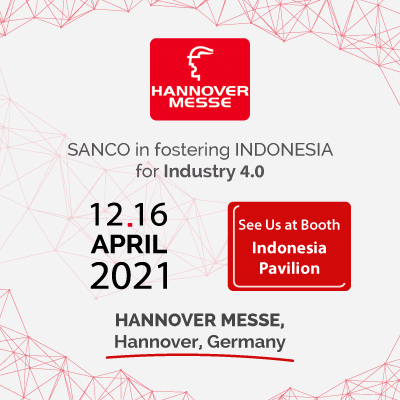 HANNOVER
MESSE
SANCO in fostering INDONESIA
for Industry 4.0
12.16
APRIL
2021
See Us at Booth
Indonesia
Pavilion
HANNOVER MESSE,
Hannover, Germany